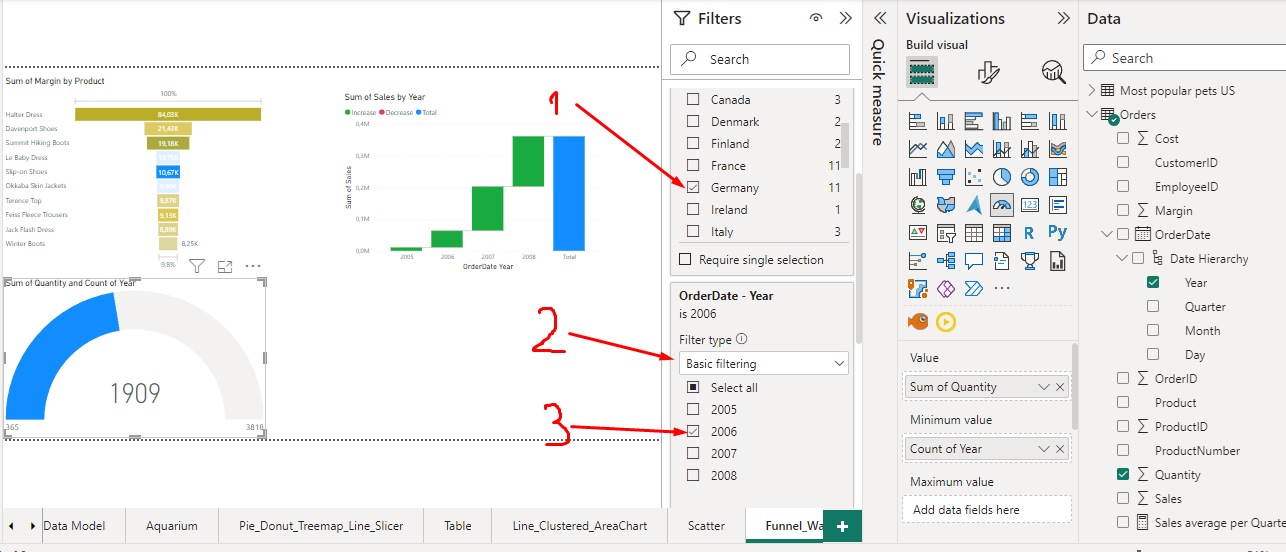 Sum of Margin by Product
100%
Halter Dress 84,03K
Davenport Shoes 21,43K
Summit Hiking Boots 19,18K
Le Baby Dress
Slip-on Shoes 10,67K
Okkaba Skin Jackets
Terence Top 9,87K
Feiss Fleece Trousers 9,13K
Jack Flash Dress 8,80K
Winter Boots 8,25K
9,8%
Sum of Quantity and Count of Year
1909
365 3818
Sum of Sales by Year
Increase Decrease Total
0,4M
0,3M
0,2M
0,1M
0,0M
Sum of Sales
2005 2006 2007 2008 Total
OrderDate Year
1
2
3
Filters
Search
Canada 3
Denmark 2
Finland 2
France 11
Germany 11
Ireland 1
Italy 3
Require single selection
OrderDate - Year
is 2006
Filter type
Basic filtering
Select all
2005
2006
2007
2008
Quick measure
Visualizations
Build visual
123
R Py
Value
Sum of Quantity
Minimum value
Count of Year
Maximum value
Add data fields here
Data
Search
Most popular pets US
Orders
Cost
CustomerID
EmployeeID
Margin
OrderDate
Date Hierarchy
Year
Quarter
Month
Day
OrderID
Product
ProductID
ProductNumber
Quantity
Sales
Sales average per Quarte
Data Model Aquarium Pie_Donut_Treemap_Line_Slicer Table Line_Clustered_AreaChart Scatter Funnel_Wa